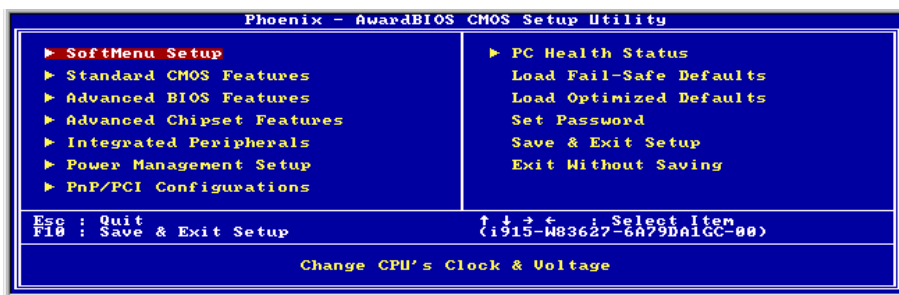 Phoenix - AwardBIOS CMOS Setup Utility
► SoftMenu Setup
► Standard CMOS Features
► Advanced BIOS Features
► Advanced Chipset Features
► Integrated Peripherals
► Power Management Setup
► PnP/PCI Configurations
► PC Health Status
Load Fail-Safe Defaults
Load Optimized Defaults
Set Password
Save & Exit Setup
Exit Without Saving
Esc : Quit
F10 : Save & Exit Setup
↑ ↓ → ← : Select Item
(i915-W83627-6A79DA1GC-00)
Change CPU's Clock & Voltage